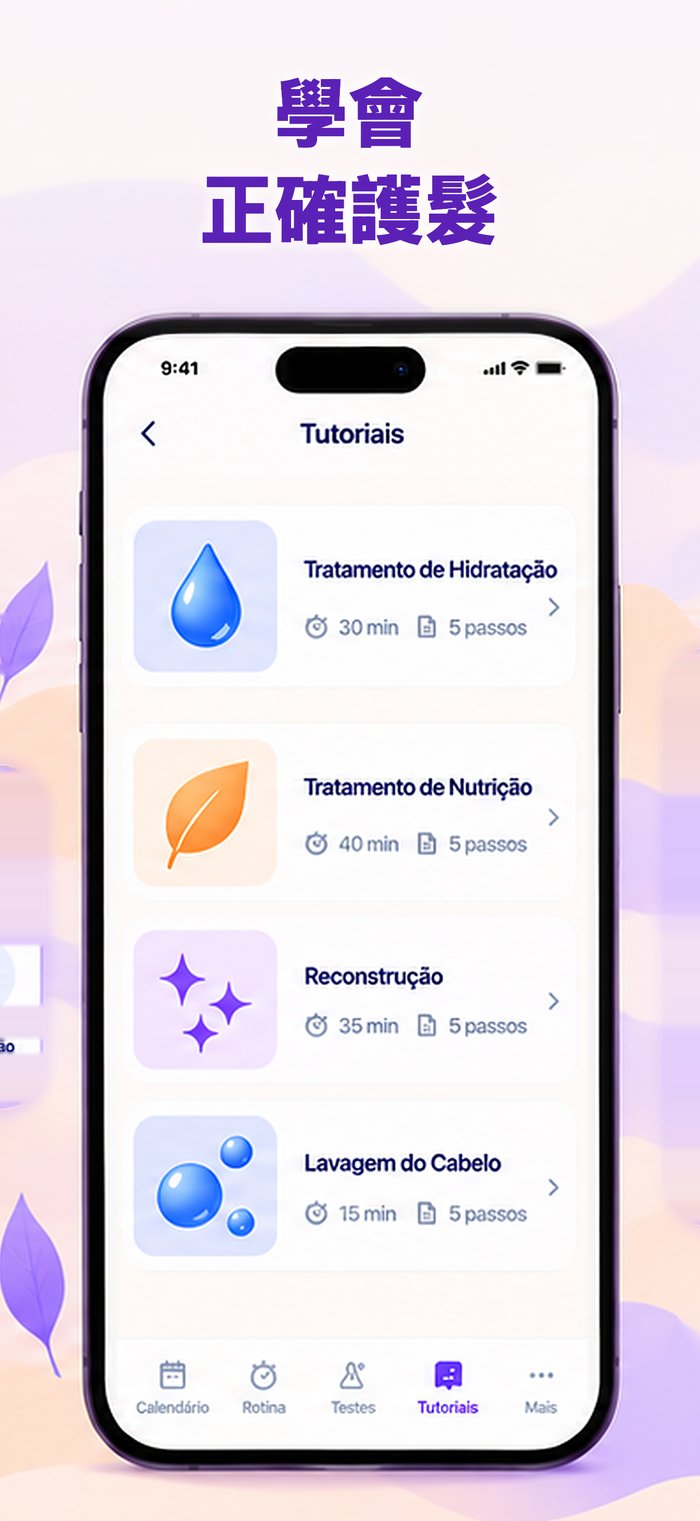 學會
正確護髮
9:41
Tutoriais
Tratamento de Hidratação
30 min 5 passos
Tratamento de Nutrição
40 min 5 passos
Reconstrução
35 min 5 passos
Lavagem do Cabelo
15 min 5 passos
ão
Calendário Rotina Testes Tutoriais Mais